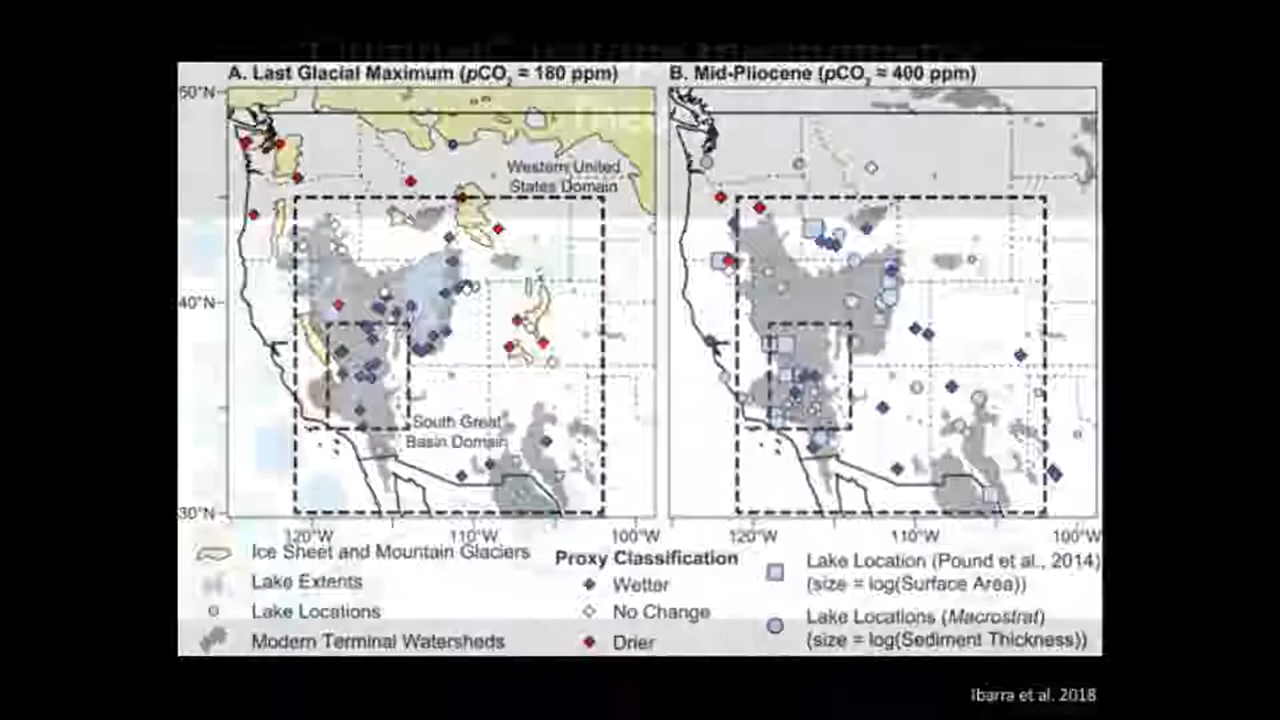 A. Last Glacial Maximum (pCO₂ ≈ 180 ppm)
B. Mid-Pliocene (pCO₂ ≈ 400 ppm)
50°N
40°N
30°N
Western United
States Domain
South Great
Basin Domain
120°W
110°W
100°W
120°W
110°W
100°W
Ice Sheet and Mountain Glaciers
Lake Extents
Lake Locations
Modern Terminal Watersheds
Proxy Classification
Wetter
No Change
Drier
Lake Location (Pound et al., 2014)
(size = log(Surface Area))
Lake Locations (Macrostrat)
(size = log(Sediment Thickness))
Ibarra et al. 2018